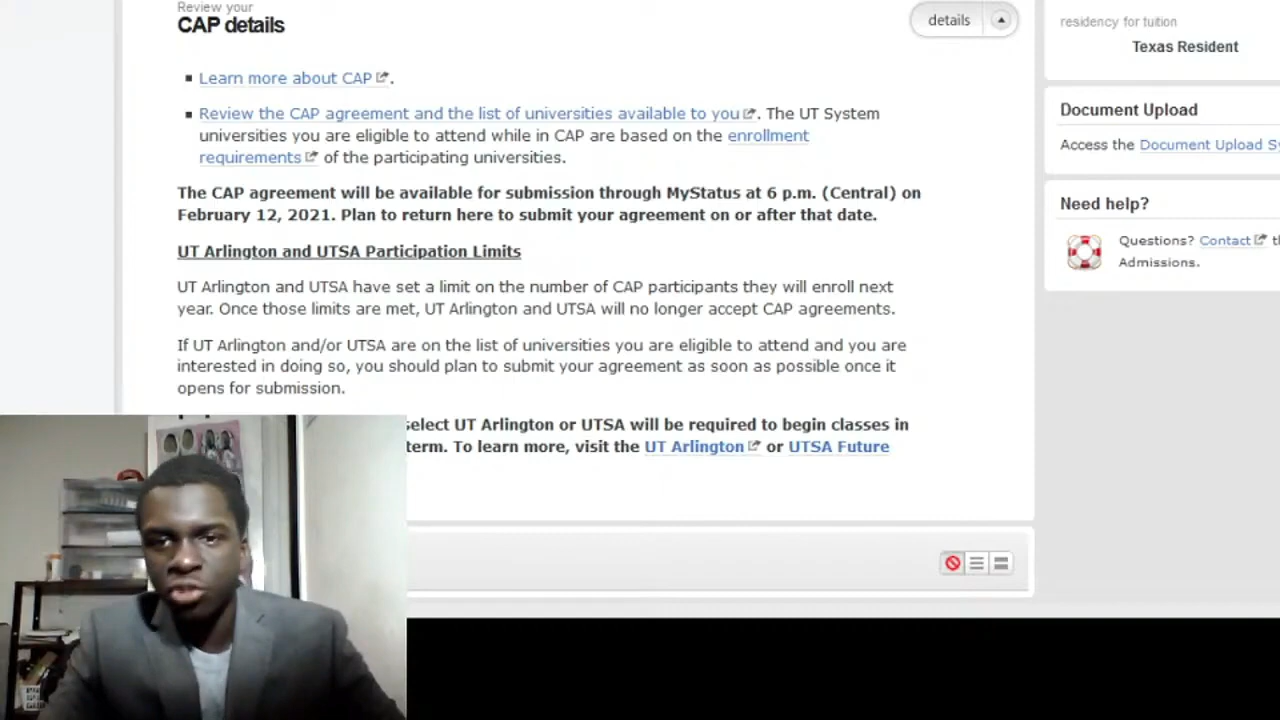 Review your
CAP details
details
Learn more about CAP.
Review the CAP agreement and the list of universities available to you. The UT System
universities you are eligible to attend while in CAP are based on the enrollment
requirements of the participating universities.
The CAP agreement will be available for submission through MyStatus at 6 p.m. (Central) on
February 12, 2021. Plan to return here to submit your agreement on or after that date.
UT Arlington and UTSA Participation Limits
UT Arlington and UTSA have set a limit on the number of CAP participants they will enroll next
year. Once those limits are met, UT Arlington and UTSA will no longer accept CAP agreements.
If UT Arlington and/or UTSA are on the list of universities you are eligible to attend and you are
interested in doing so, you should plan to submit your agreement as soon as possible once it
opens for submission.
select UT Arlington or UTSA will be required to begin classes in
term. To learn more, visit the UT Arlington or UTSA Future
residency for tuition
Texas Resident
Document Upload
Access the Document Upload Sy
Need help?
Questions? Contact th
Admissions.